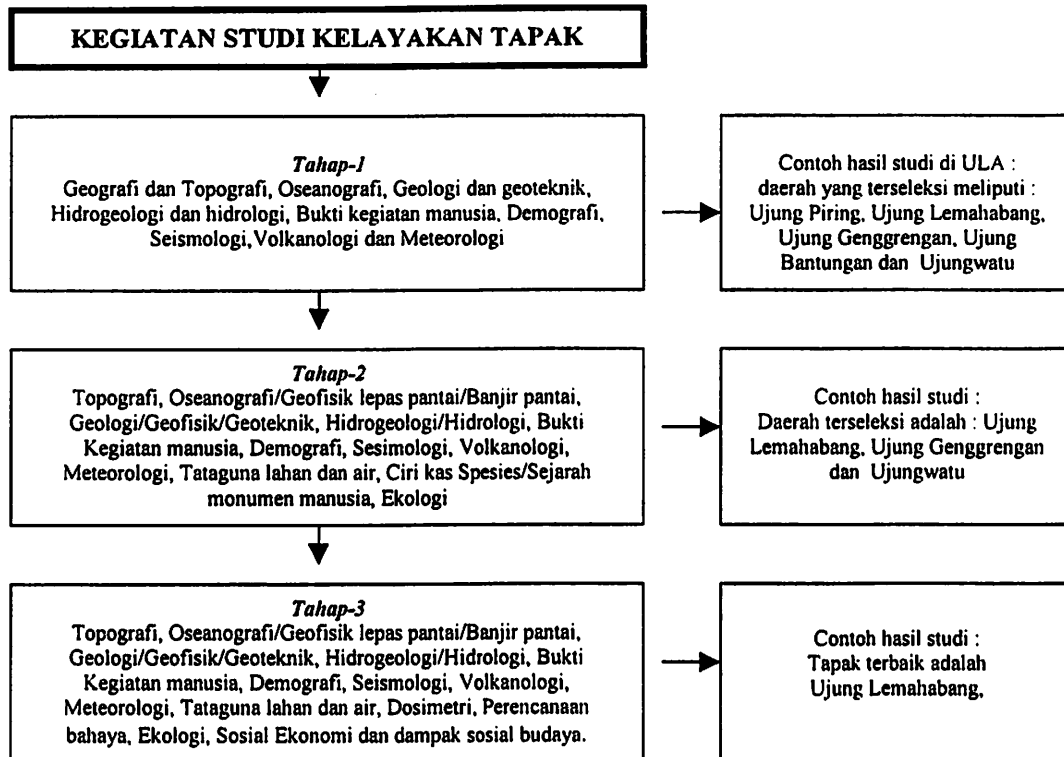 KEGIATAN STUDI KELAYAKAN TAPAK
Tahap-1
Geografi dan Topografi, Oseanografi, Geologi dan geoteknik,
Hidrogeologi dan hidrologi, Bukti kegiatan manusia, Demografi,
Seismologi, Volkanologi dan Meteorologi
Contoh hasil studi di ULA :
daerah yang terseleksi meliputi :
Ujung Piring, Ujung Lemahabang,
Ujung Genggrengan, Ujung
Bantungan dan Ujungwatu
Tahap-2
Topografi, Oseanografi/Geofisik lepas pantai/Banjir pantai,
Geologi/Geofisik/Geoteknik, Hidrogeologi/Hidrologi, Bukti
Kegiatan manusia, Demografi, Sesimologi, Volkanologi,
Meteorologi, Tataguna lahan dan air, Ciri kas Spesies/Sejarah
monumen manusia, Ekologi
Contoh hasil studi :
Daerah terseleksi adalah : Ujung
Lemahabang, Ujung Genggrengan
dan Ujungwatu
Tahap-3
Topografi, Oseanografi/Geofisik lepas pantai/Banjir pantai,
Geologi/Geofisik/Geoteknik, Hidrogeologi/Hidrologi, Bukti
Kegiatan manusia, Demografi, Seismologi, Volkanologi,
Meteorologi, Tataguna lahan dan air, Dosimetri, Perencanaan
bahaya, Ekologi, Sosial Ekonomi dan dampak sosial budaya.
Contoh hasil studi :
Tapak terbaik adalah
Ujung Lemahabang,